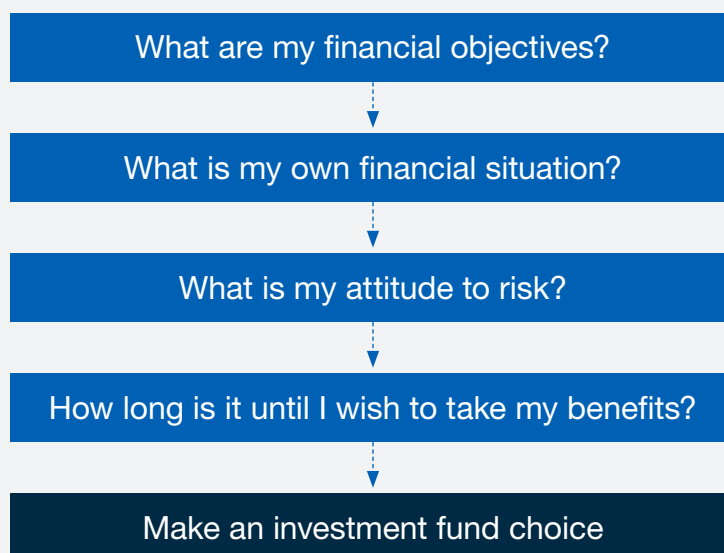 What are my financial objectives?
What is my own financial situation?
What is my attitude to risk?
How long is it until I wish to take my benefits?
Make an investment fund choice